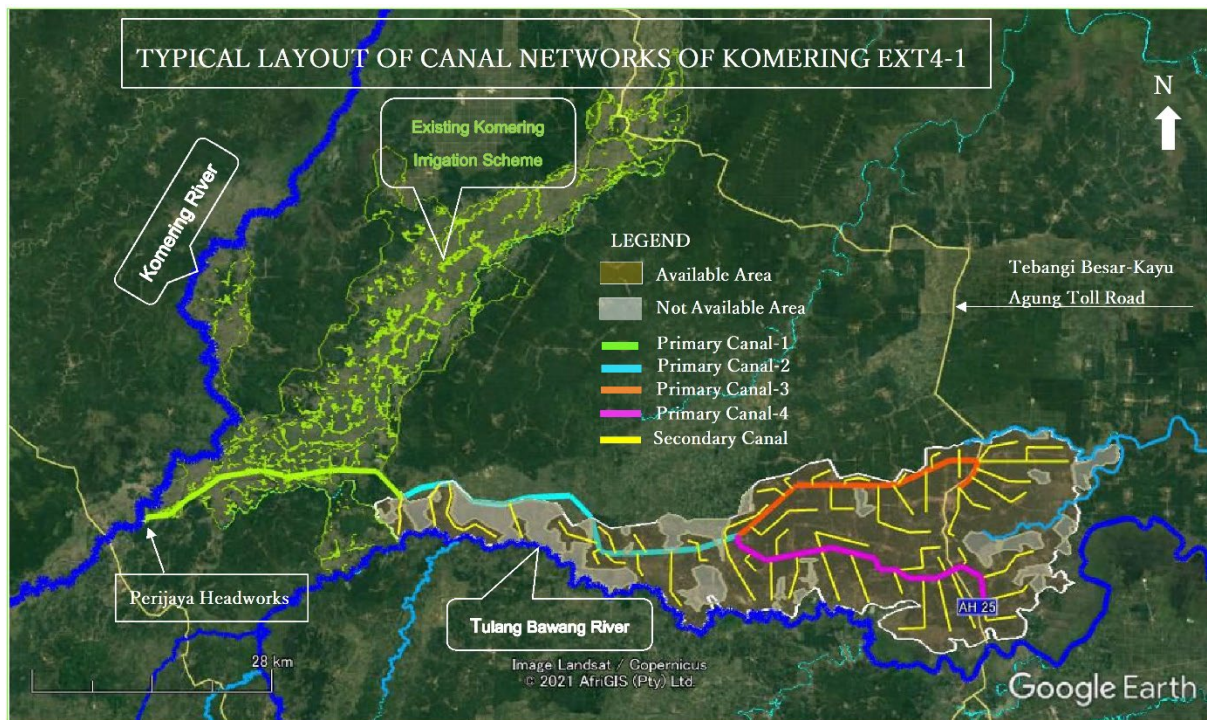 TYPICAL LAYOUT OF CANAL NETWORKS OF KOMERING EXT4-1
N
Existing Komering
Irrigation Scheme
Komering River
LEGEND
Available Area
Not Available Area
Primary Canal-1
Primary Canal-2
Primary Canal-3
Primary Canal-4
Secondary Canal
Tebangi Besar-Kayu
Agung Toll Road
Perijaya Headworks
Tulang Bawang River
AH 25
28 km
Image Landsat / Copernicus
© 2021 AfriGIS (Pty) Ltd.
Google Earth